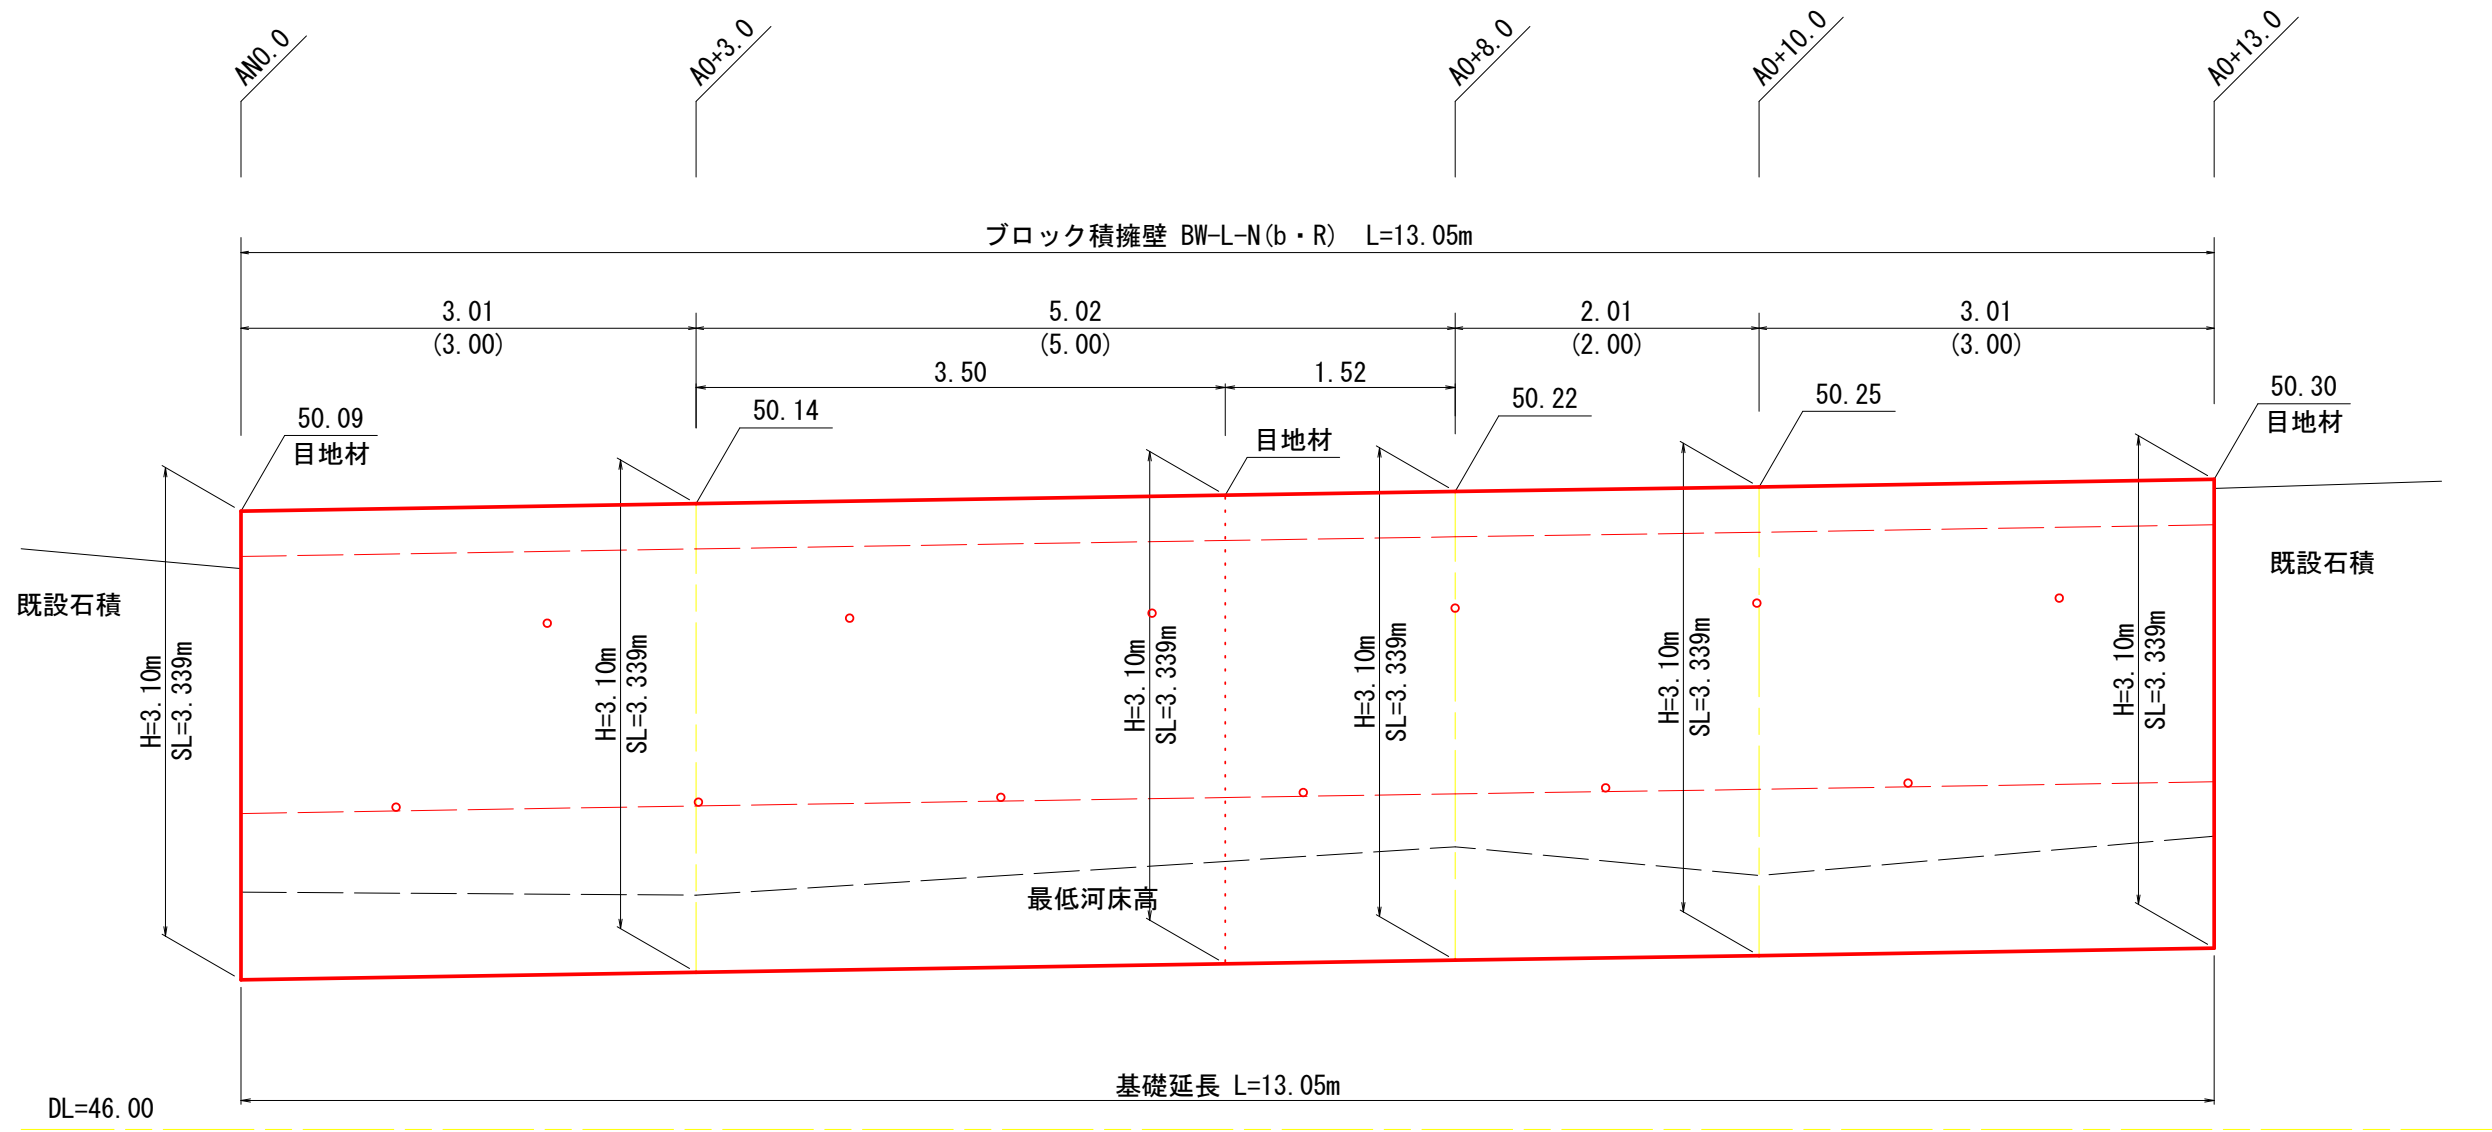 ANO.0
AO+3.0
AO+8.0
AO+10.0
AO+13.0
ブロック積擁壁 BW-L-N(b・R) L=13.05m
3.01
(3.00)
5.02
(5.00)
2.01
(2.00)
3.01
(3.00)
3.50
1.52
50.09
目地材
50.14
目地材
50.22
50.25
50.30
目地材
既設石積
既設石積
H=3.10m
SL=3.339m
H=3.10m
SL=3.339m
H=3.10m
SL=3.339m
H=3.10m
SL=3.339m
H=3.10m
SL=3.339m
H=3.10m
SL=3.339m
最低河床高
基礎延長 L=13.05m
DL=46.00